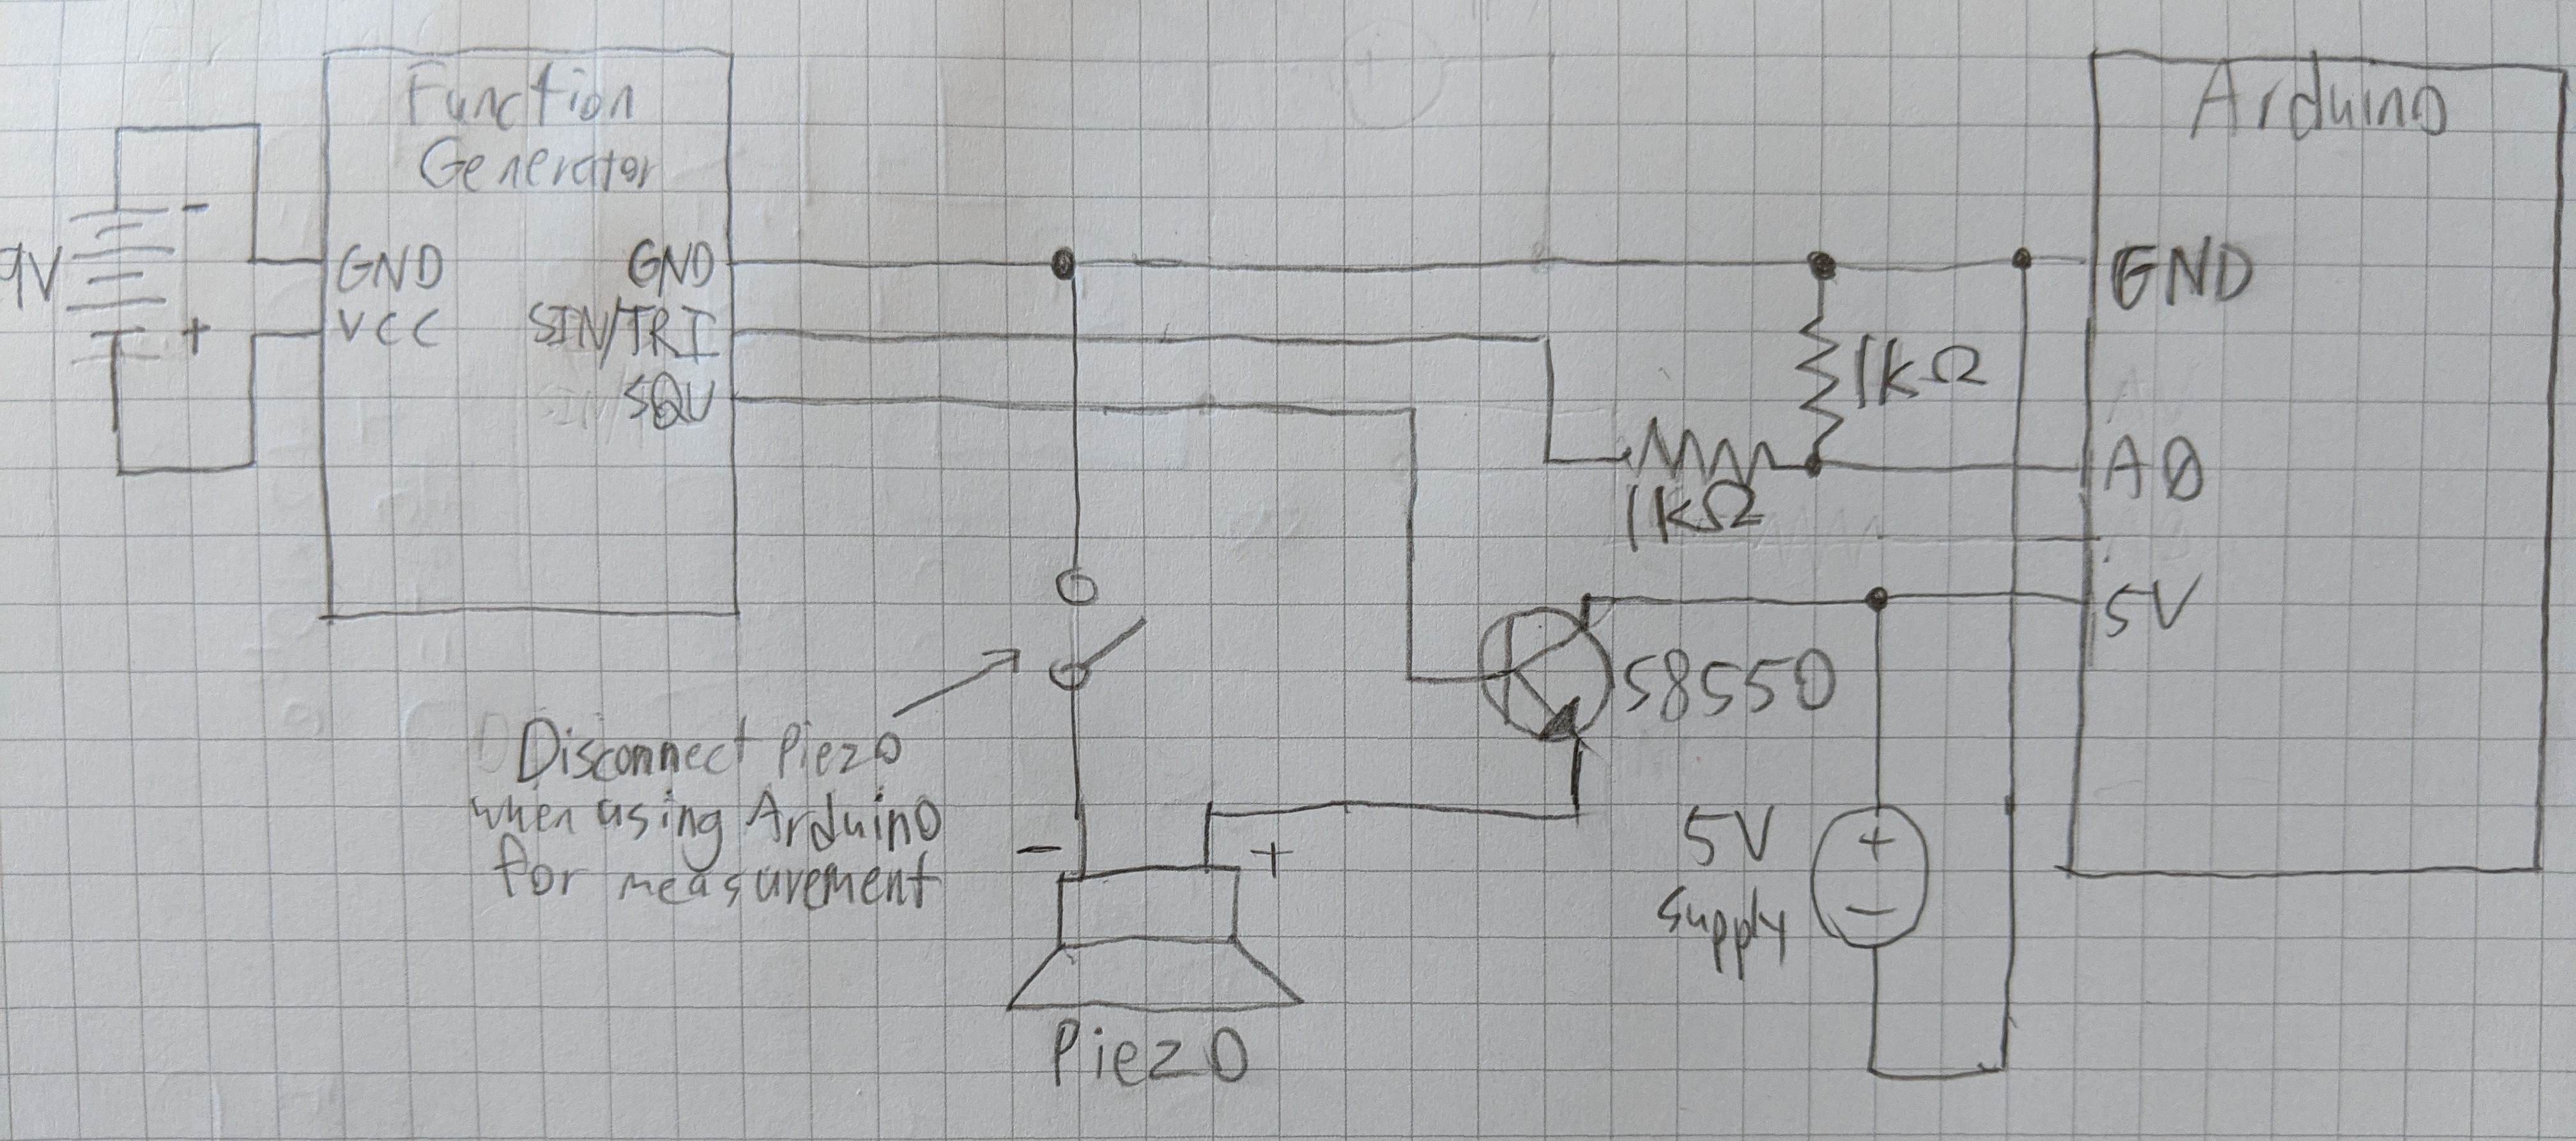 Function
Generator
Arduino
-
9V
+
GND
VCC
GND
SIN/TRI
SQU
GND
1kΩ
A0
1kΩ
5V
S8550
Disconnect Piezo
when using Arduino
for measurement
-
+
5V
Supply
+
-
Piezo